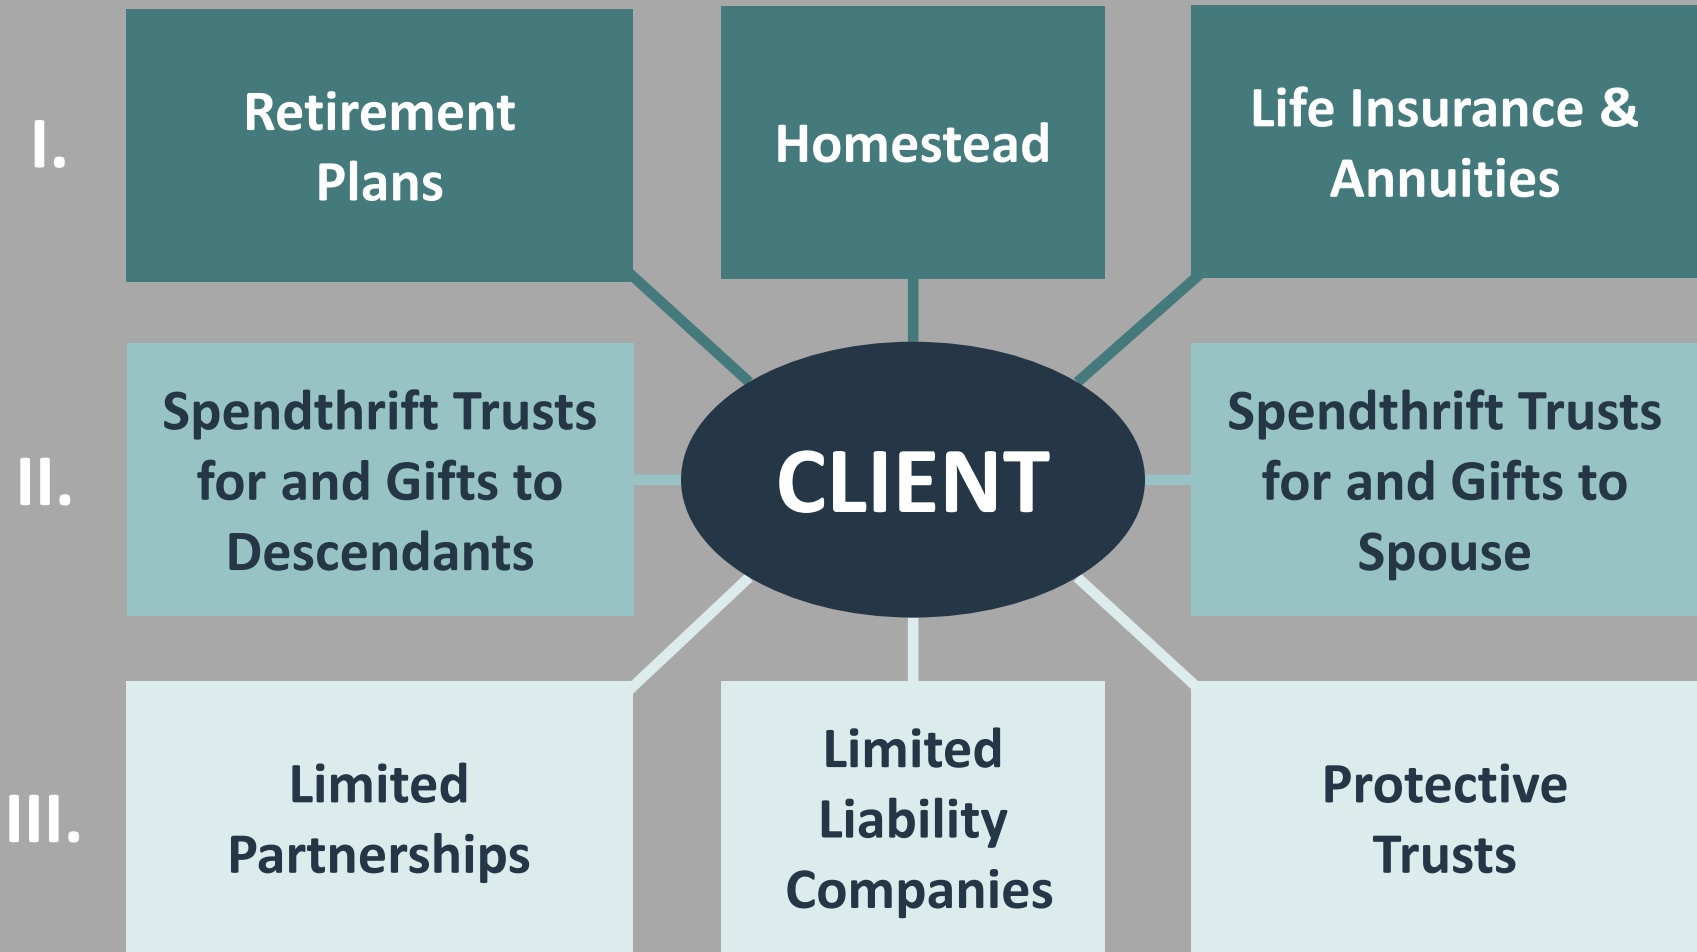 I.
Retirement
Plans
Homestead
Life Insurance &
Annuities
II.
Spendthrift Trusts
for and Gifts to
Descendants
CLIENT
Spendthrift Trusts
for and Gifts to
Spouse
III.
Limited
Partnerships
Limited
Liability
Companies
Protective
Trusts